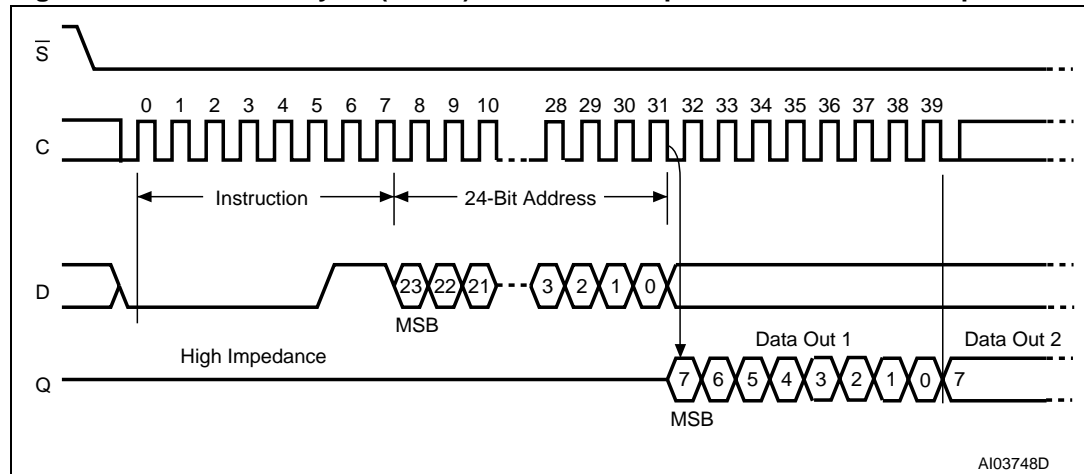 S
0 1 2 3 4 5 6 7 8 9 10 28 29 30 31 32 33 34 35 36 37 38 39
C
Instruction 24-Bit Address
D 23 22 21 3 2 1 0
MSB
High Impedance Data Out 1 Data Out 2
Q 7 6 5 4 3 2 1 0 7
MSB
AI03748D